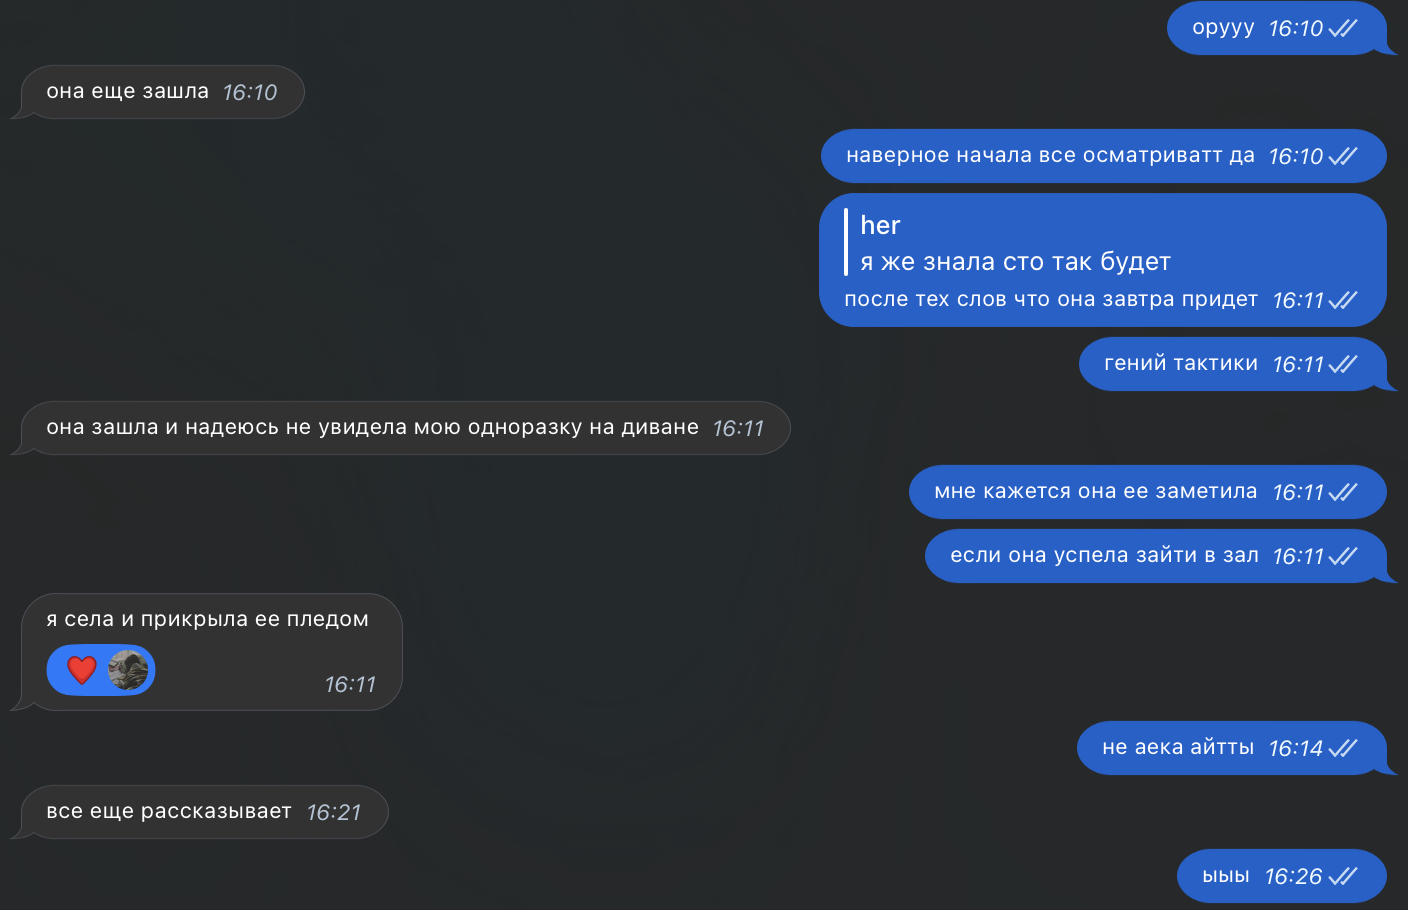 орууу 16:10
она еще зашла 16:10
наверное начала все осматриватт да 16:10
her
я же знала сто так будет
после тех слов что она завтра придет 16:11
гений тактики 16:11
она зашла и надеюсь не увидела мою одноразку на диване 16:11
мне кажется она ее заметила 16:11
если она успела зайти в зал 16:11
я села и прикрыла ее пледом
16:11
не аека айтты 16:14
все еще рассказывает 16:21
ыыы 16:26